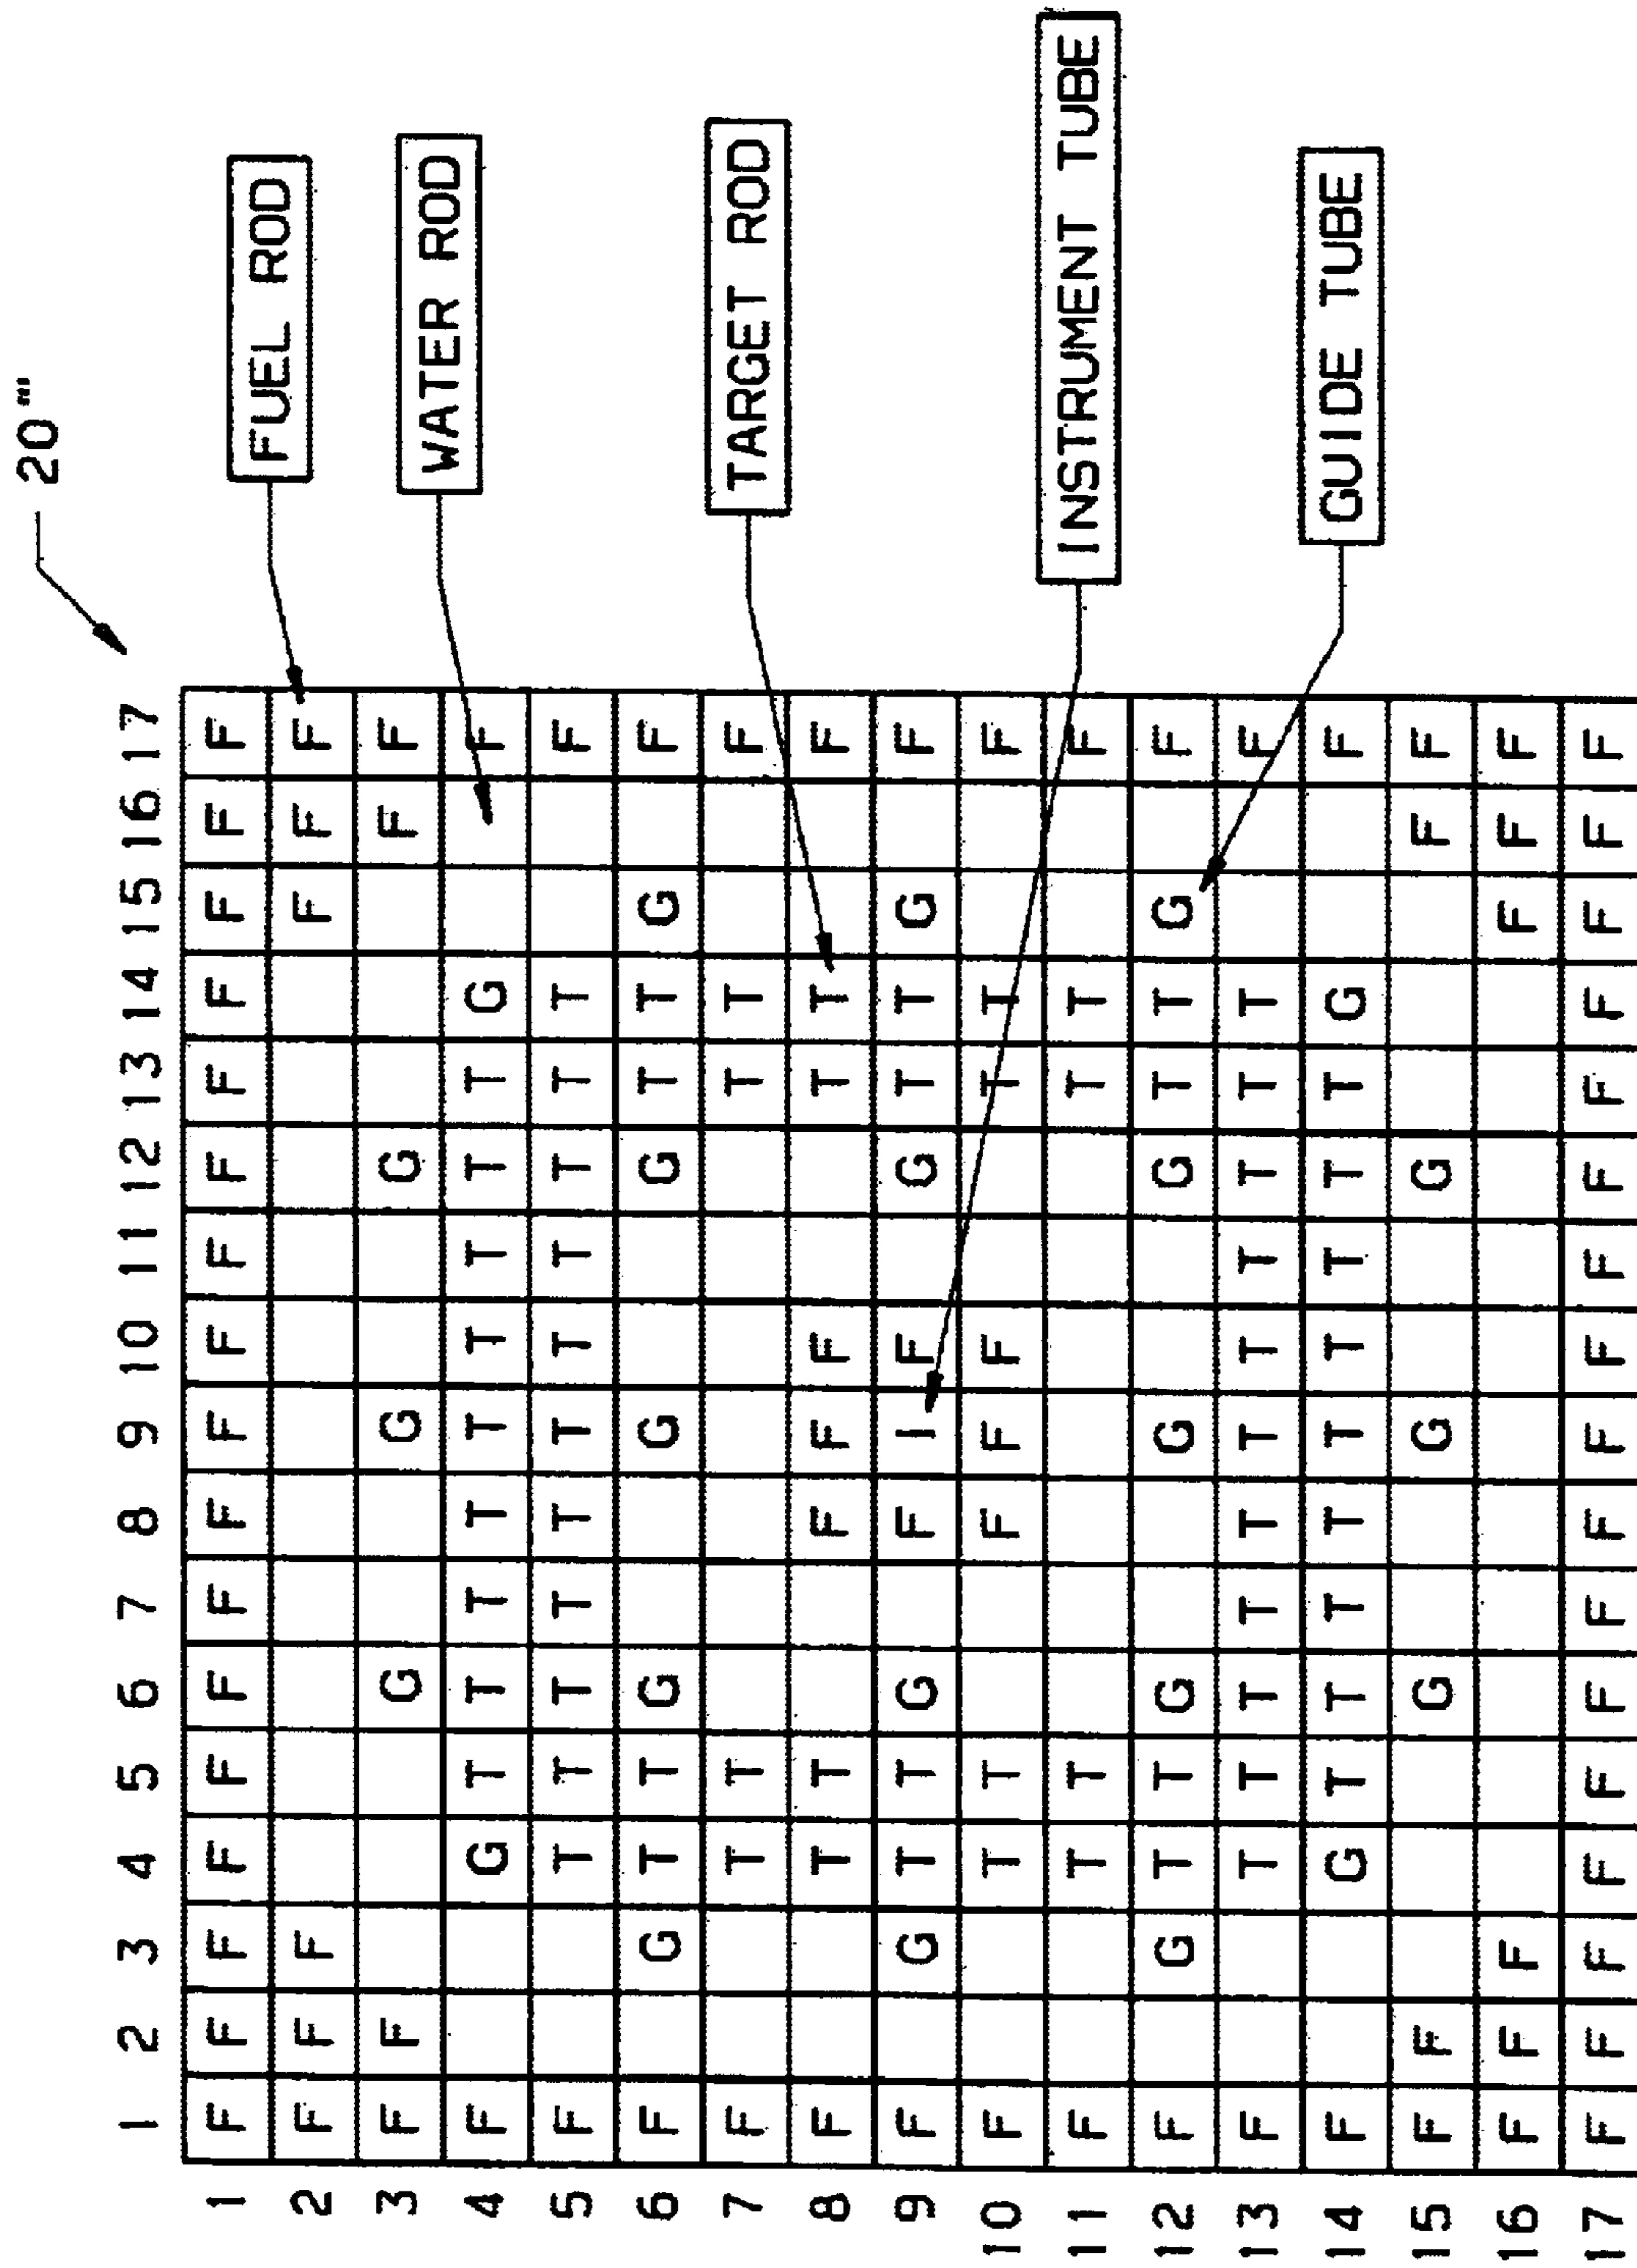 20'''
1 2 3 4 5 6 7 8 9 10 11 12 13 14 15 16 17
1 F F F F F F F F F F F F F F F F F
2 F F F F F F
3 F F G G G F F
4 F G T T T T T T T T T G F
5 F T T T T T T T T T T T F
6 F G T T G G G T T G F
7 F T T T T F
8 F T T F F F T T F
9 F G T T G F I F G T T G F
10 F T T F F F T T F
11 F T T T T F
12 F G T T G G G T T G F
13 F T T T T T T T T T T T F
14 F G T T T T T T T T T G F
15 F F G G G F F
16 F F F F F F
17 F F F F F F F F F F F F F F F F F
FUEL ROD
WATER ROD
TARGET ROD
INSTRUMENT TUBE
GUIDE TUBE